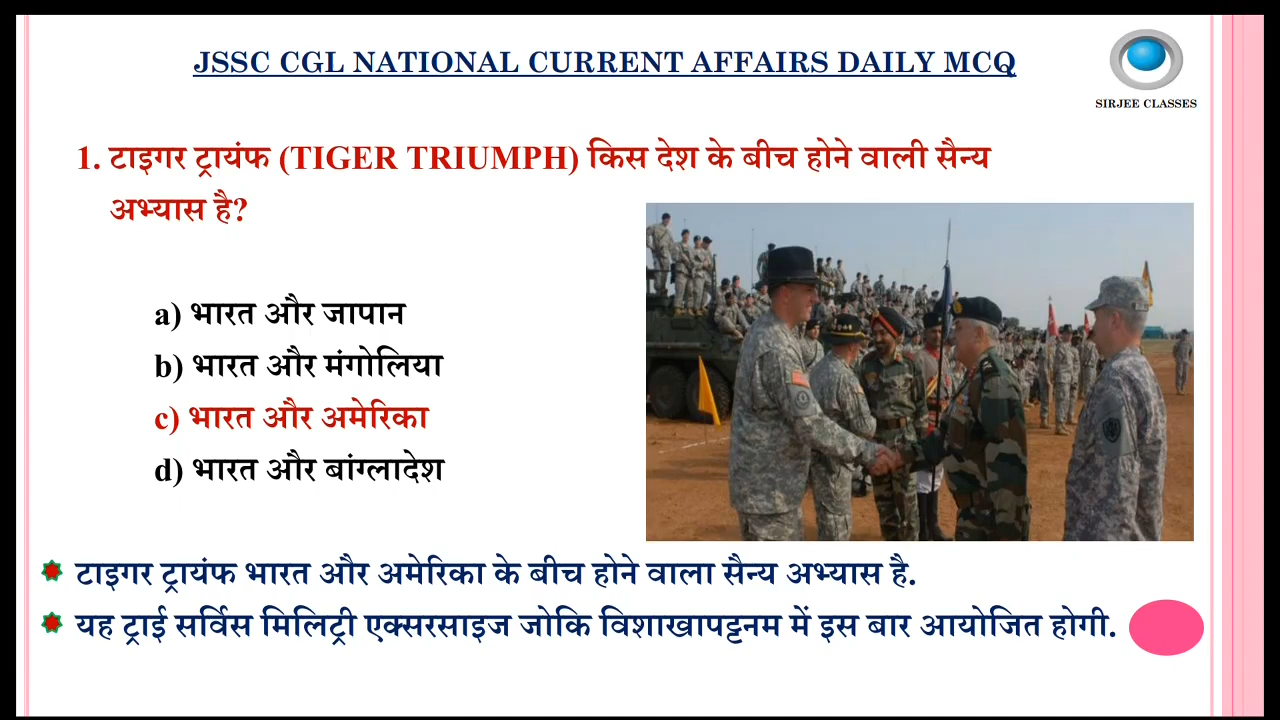 JSSC CGL NATIONAL CURRENT AFFAIRS DAILY MCQ
SIRJEE CLASSES
1. टाइगर ट्रायंफ (TIGER TRIUMPH) किस देश के बीच होने वाली सैन्य
अभ्यास है?
a) भारत और जापान
b) भारत और मंगोलिया
c) भारत और अमेरिका
d) भारत और बांग्लादेश
टाइगर ट्रायंफ भारत और अमेरिका के बीच होने वाला सैन्य अभ्यास है.
यह ट्राई सर्विस मिलिट्री एक्सरसाइज जोकि विशाखापट्टनम में इस बार आयोजित होगी.